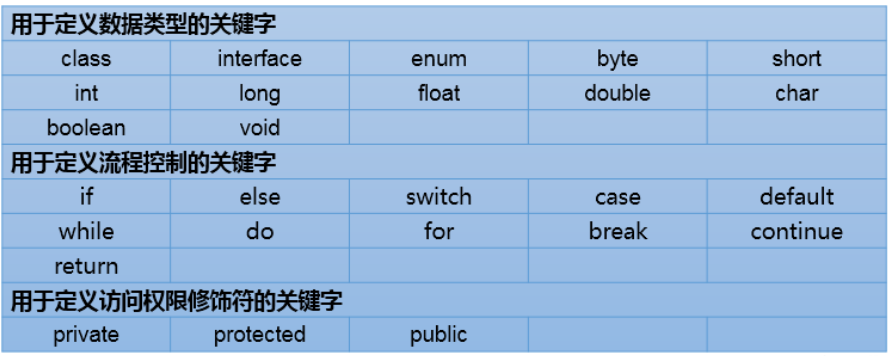 用于定义数据类型的关键字
class interface enum byte short
int long float double char
boolean void
用于定义流程控制的关键字
if else switch case default
while do for break continue
return
用于定义访问权限修饰符的关键字
private protected public